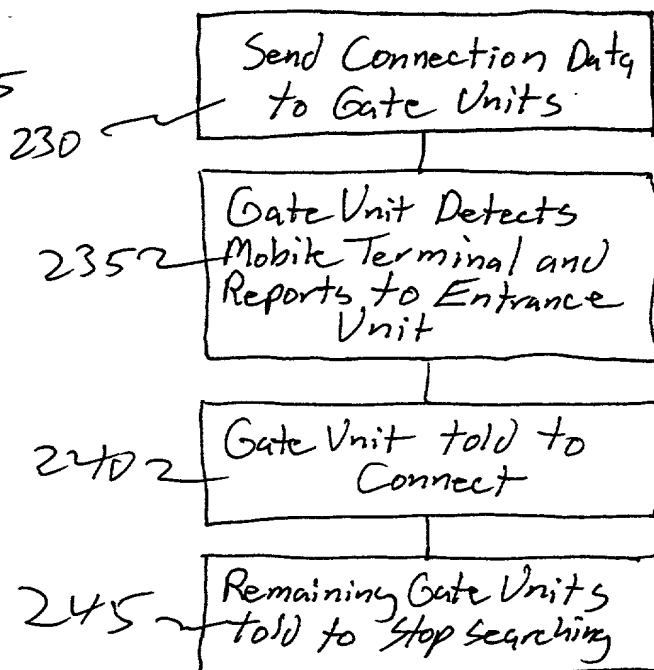 Send Connection Data
to Gate Units
5
230
Gate Unit Detects
Mobile Terminal and
Reports to Entrance
Unit
235
Gate Unit told to
Connect
240
Remaining Gate Units
told to stop searching
245